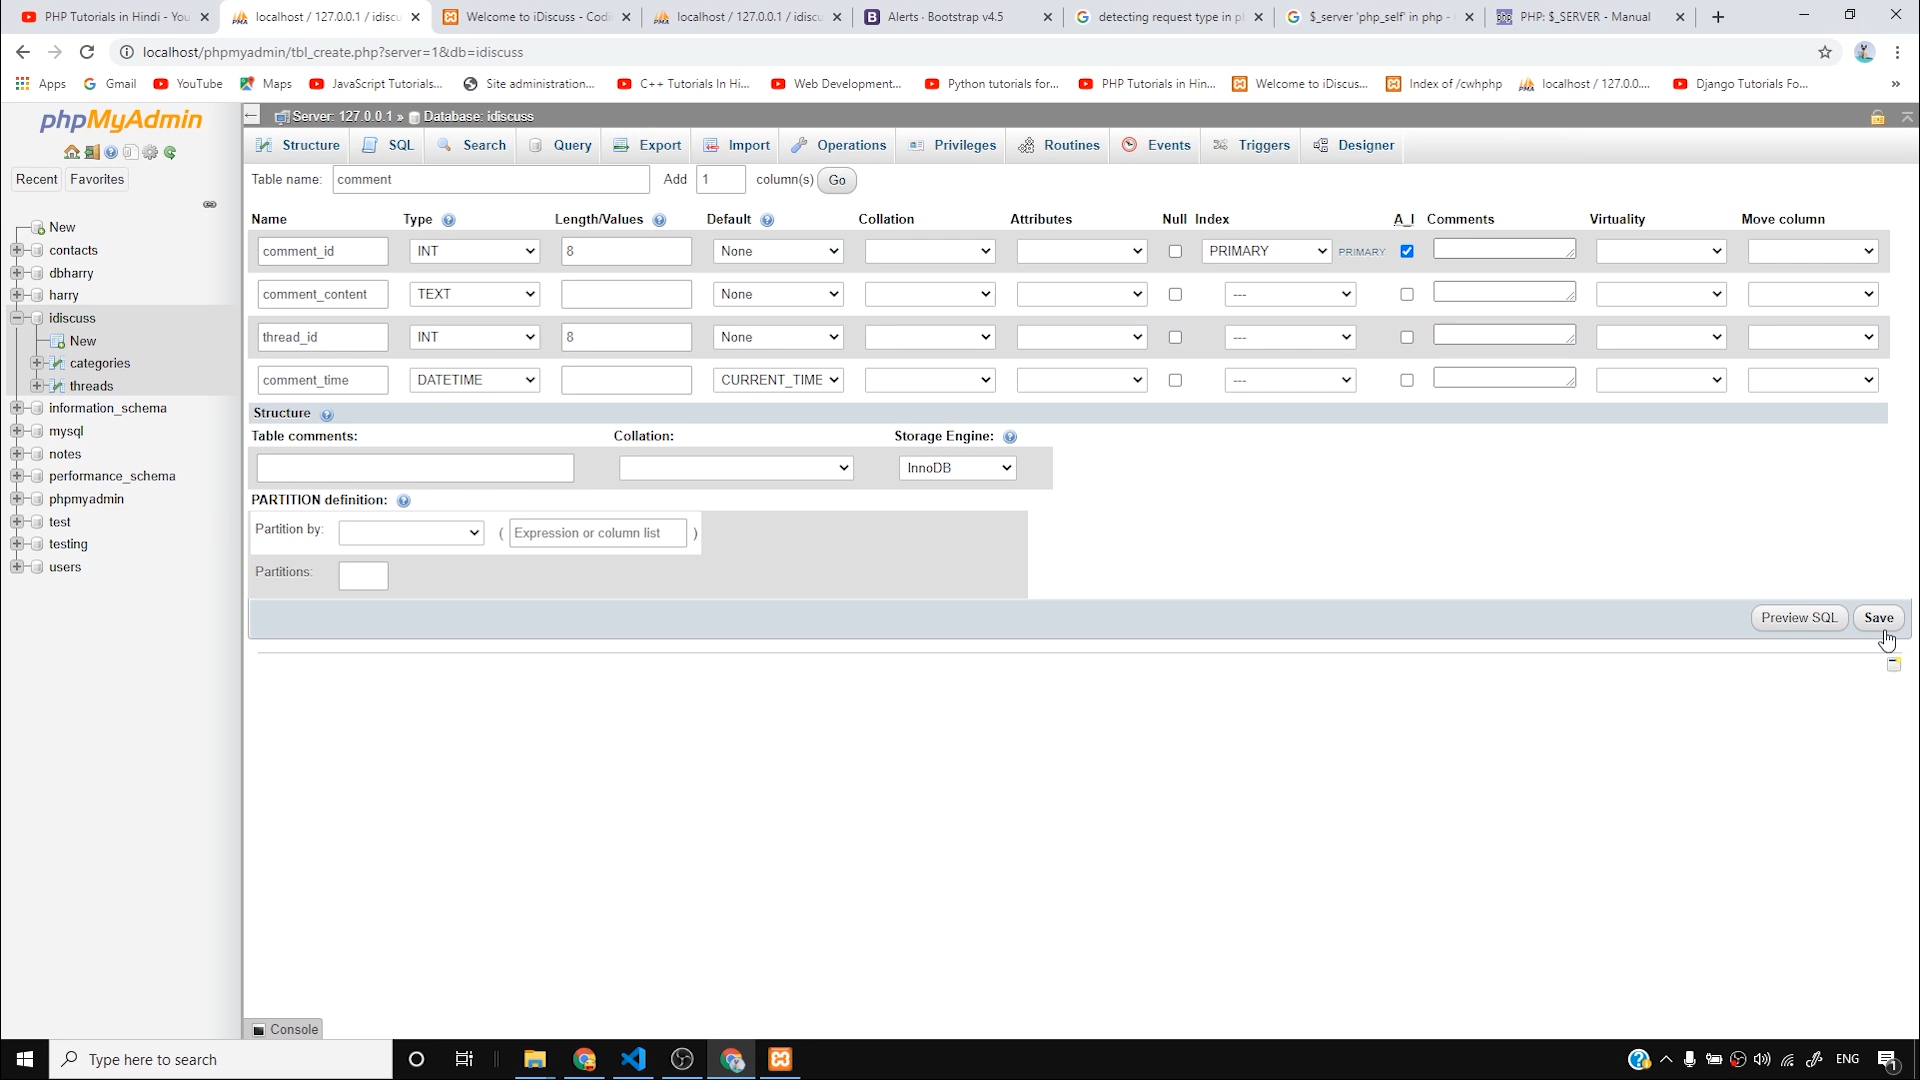 PHP Tutorials in Hindi - You
localhost / 127.0.0.1 / idiscu
Welcome to iDiscuss - Codi
localhost / 127.0.0.1 / idiscu
Alerts · Bootstrap v4.5
detecting request type in p
$_server 'php_self' in php -
PHP: $_SERVER - Manual
localhost/phpmyadmin/tbl_create.php?server=1&db=idiscuss
Apps
Gmail
YouTube
Maps
JavaScript Tutorials...
Site administration...
C++ Tutorials In Hi...
Web Development...
Python tutorials for...
PHP Tutorials in Hin...
Welcome to iDiscus...
Index of /cwhphp
localhost / 127.0.0....
Django Tutorials Fo...
»
phpMyAdmin
Recent Favorites
New
contacts
dbharry
harry
idiscuss
New
categories
threads
information_schema
mysql
notes
performance_schema
phpmyadmin
test
testing
users
Server: 127.0.0.1 » Database: idiscuss
Structure SQL Search Query Export Import Operations Privileges Routines Events Triggers Designer
Table name: comment Add 1 column(s) Go
Name Type Length/Values Default Collation Attributes Null Index A_I Comments Virtuality Move column
comment_id INT 8 None PRIMARY PRIMARY
comment_content TEXT None ---
thread_id INT 8 None ---
comment_time DATETIME CURRENT_TIME ---
Structure
Table comments: Collation: Storage Engine:
InnoDB
PARTITION definition:
Partition by: ( Expression or column list )
Partitions:
Preview SQL Save
Console
Type here to search
ENG
1